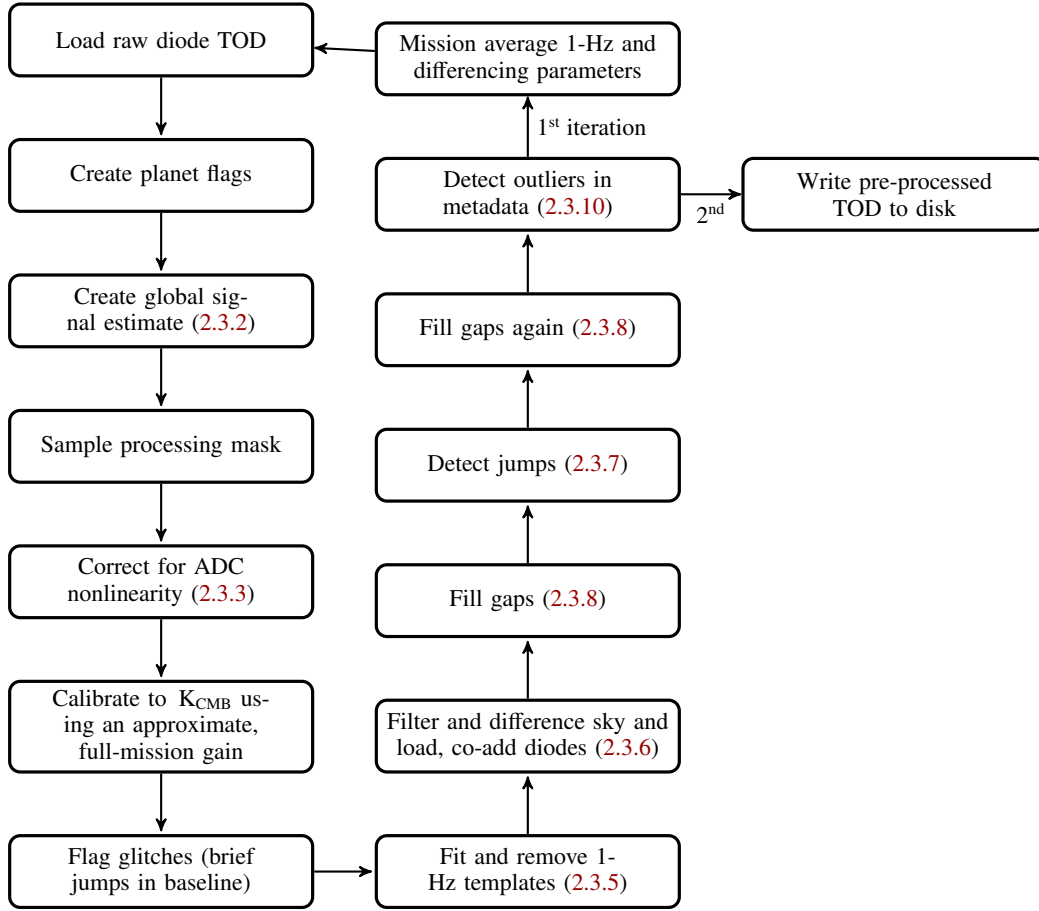 Load raw diode TOD
Create planet flags
Create global sig-
nal estimate (2.3.2)
Sample processing mask
Correct for ADC
nonlinearity (2.3.3)
Calibrate to K_CMB us-
ing an approximate,
full-mission gain
Flag glitches (brief
jumps in baseline)
Fit and remove 1-
Hz templates (2.3.5)
Filter and difference sky and
load, co-add diodes (2.3.6)
Fill gaps (2.3.8)
Detect jumps (2.3.7)
Fill gaps again (2.3.8)
Detect outliers in
metadata (2.3.10)
1st iteration
Mission average 1-Hz and
differencing parameters
2nd
Write pre-processed
TOD to disk